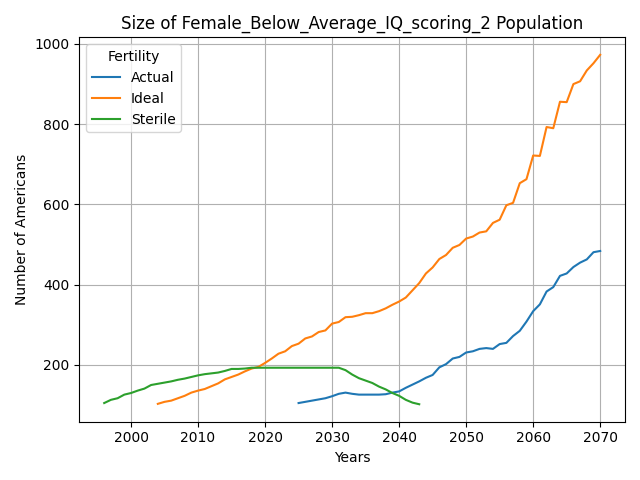 Size of Female_Below_Average_IQ_scoring_2 Population
Fertility
Actual
Ideal
Sterile
Number of Americans
1000
800
600
400
200
2000 2010 2020 2030 2040 2050 2060 2070
Years